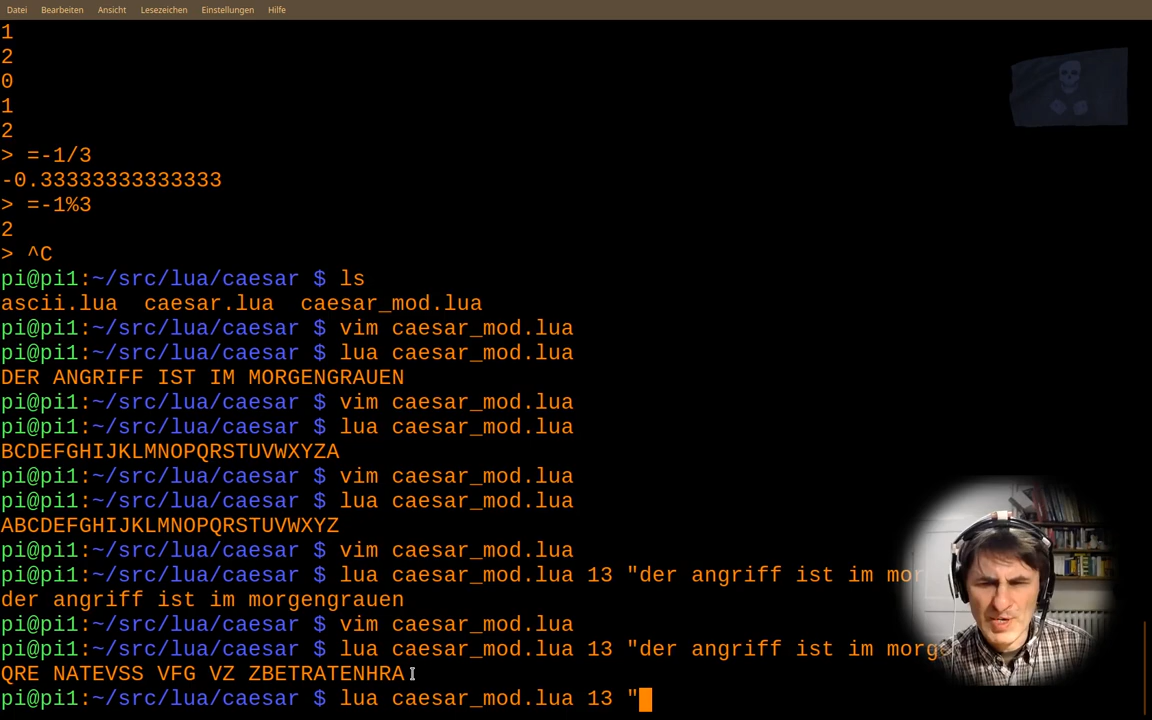 Datei Bearbeiten Ansicht Lesezeichen Einstellungen Hilfe
1
2
0
1
2
> =-1/3
-0.33333333333333
> =-1%3
2
> ^C
pi@pi1:~/src/lua/caesar $ ls
ascii.lua  caesar.lua  caesar_mod.lua
pi@pi1:~/src/lua/caesar $ vim caesar_mod.lua
pi@pi1:~/src/lua/caesar $ lua caesar_mod.lua
DER ANGRIFF IST IM MORGENGRAUEN
pi@pi1:~/src/lua/caesar $ vim caesar_mod.lua
pi@pi1:~/src/lua/caesar $ lua caesar_mod.lua
BCDEFGHIJKLMNOPQRSTUVWXYZA
pi@pi1:~/src/lua/caesar $ vim caesar_mod.lua
pi@pi1:~/src/lua/caesar $ lua caesar_mod.lua
ABCDEFGHIJKLMNOPQRSTUVWXYZ
pi@pi1:~/src/lua/caesar $ vim caesar_mod.lua
pi@pi1:~/src/lua/caesar $ lua caesar_mod.lua 13 "der angriff ist im mor
der angriff ist im morgengrauen
pi@pi1:~/src/lua/caesar $ vim caesar_mod.lua
pi@pi1:~/src/lua/caesar $ lua caesar_mod.lua 13 "der angriff ist im morge
QRE NATEVSS VFG VZ ZBETRATENHRA
pi@pi1:~/src/lua/caesar $ lua caesar_mod.lua 13 "